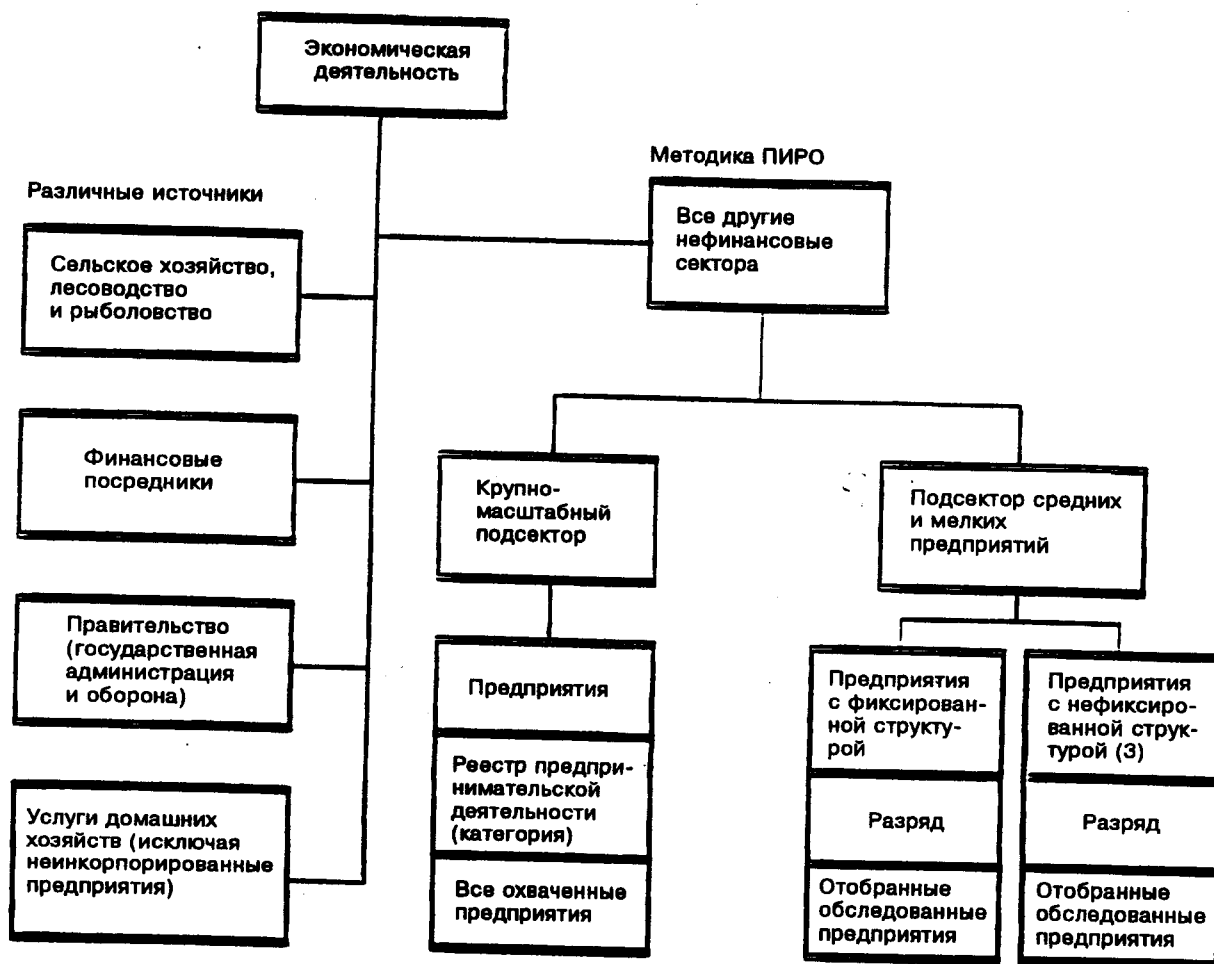 Экономическая
деятельность
Различные источники
Сельское хозяйство,
лесоводство
и рыболовство
Финансовые
посредники
Правительство
(государственная
администрация
и оборона)
Услуги домашних
хозяйств (исключая
неинкорпорированные
предприятия)
Методика ПИРО
Все другие
нефинансовые
сектора
Крупно-
масштабный
подсектор
Предприятия
Реестр предпри-
нимательской
деятельности
(категория)
Все охваченные
предприятия
Подсектор средних
и мелких
предприятий
Предприятия
с фиксирован-
ной структу-
рой
Разряд
Отобранные
обследованные
предприятия
Предприятия
с нефиксиро-
ванной струк-
турой (3)
Разряд
Отобранные
обследованные
предприятия